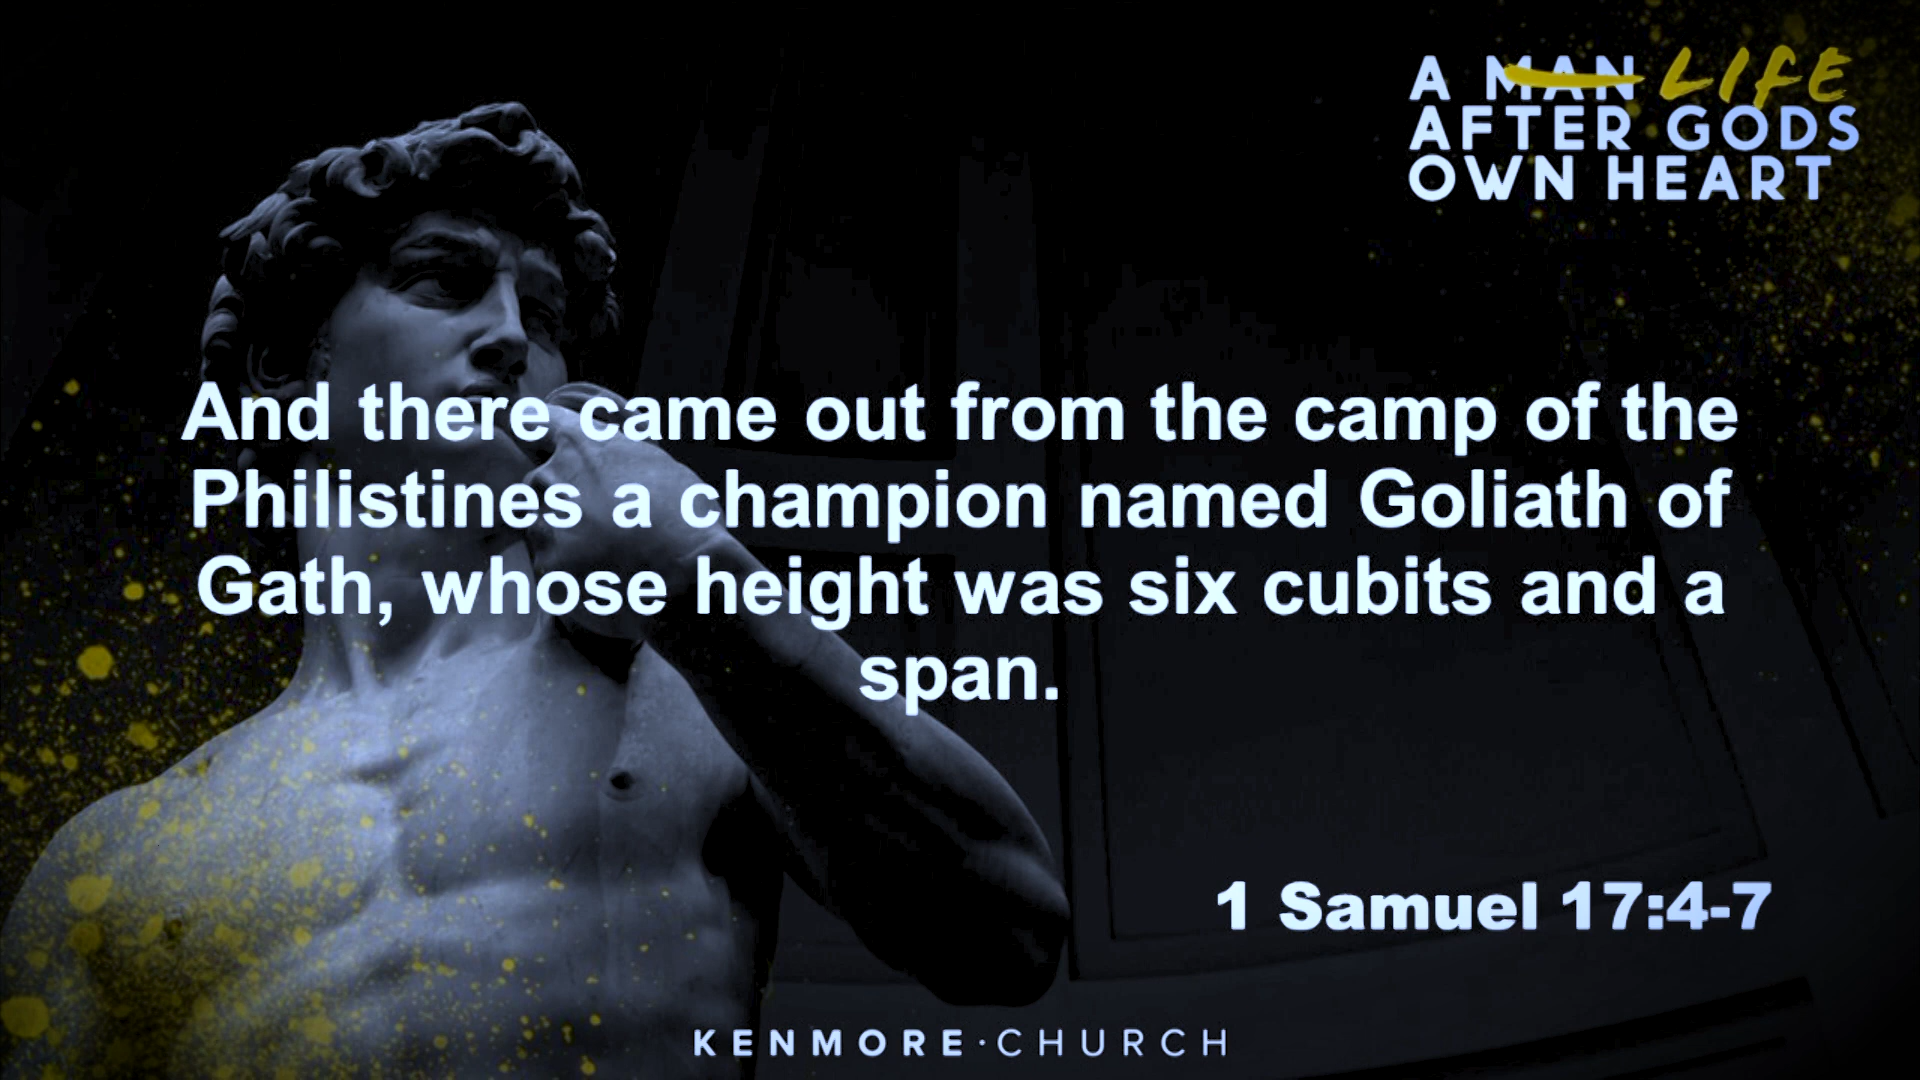 A MAN LIFE
AFTER GODS
OWN HEART
And there came out from the camp of the
Philistines a champion named Goliath of
Gath, whose height was six cubits and a
span.
1 Samuel 17:4-7
KENMORE·CHURCH